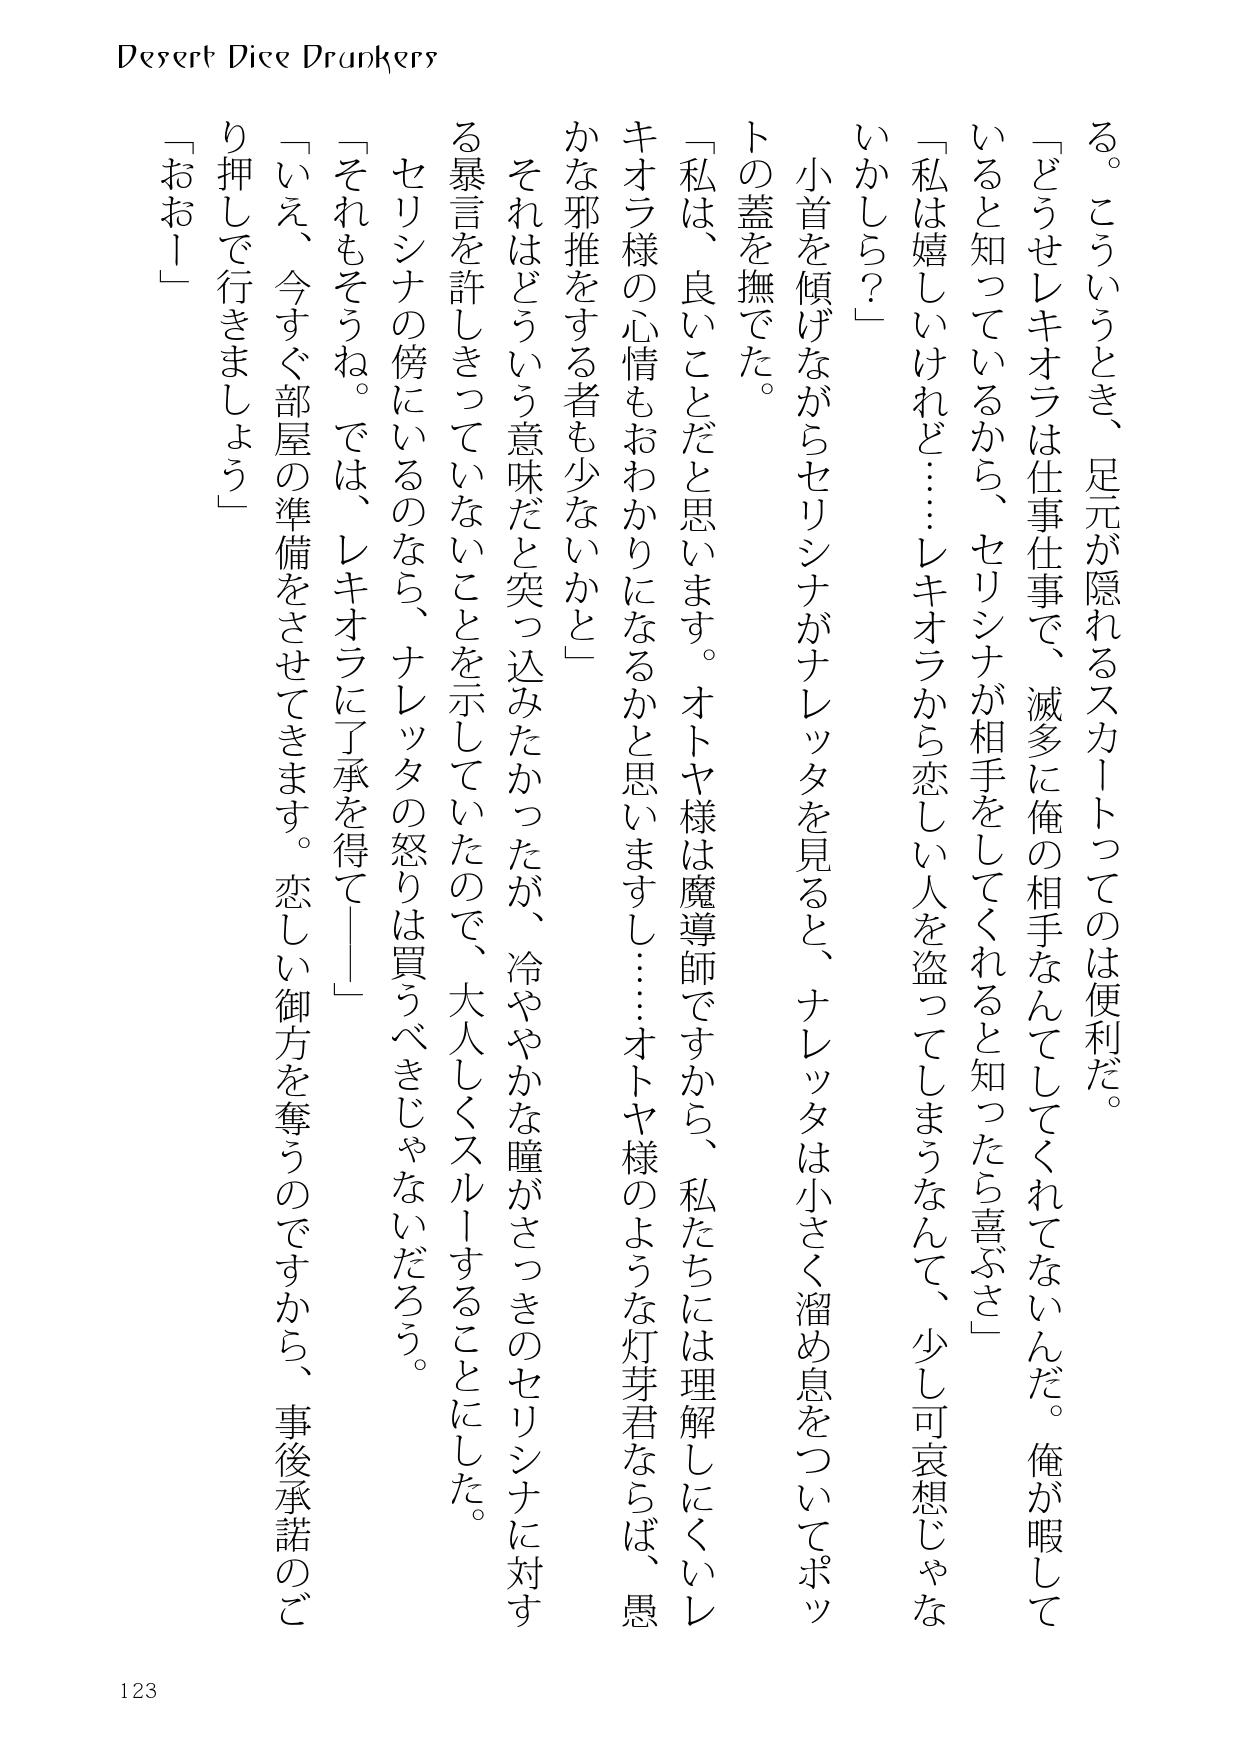 Desert Dice Drunkers
る。こういうとき、足元が隠れるスカートってのは便利だ。
「どうせレキオラは仕事仕事で、滅多に俺の相手なんてしてくれてないんだ。俺が暇して
いると知っているから、セリシナが相手をしてくれると知ったら喜ぶさ」
「私は嬉しいけれど……レキオラから恋しい人を盗ってしまうなんて、少し可哀想じゃな
いかしら？」
　小首を傾げながらセリシナがナレッタを見ると、ナレッタは小さく溜め息をついてポッ
トの蓋を撫でた。
「私は、良いことだと思います。オトヤ様は魔導師ですから、私たちには理解しにくいレ
キオラ様の心情もおわかりになるかと思いますし……オトヤ様のような灯芽君ならば、愚
かな邪推をする者も少ないかと」
　それはどういう意味だと突っ込みたかったが、冷ややかな瞳がさっきのセリシナに対す
る暴言を許しきっていないことを示していたので、大人しくスルーすることにした。
　セリシナの傍にいるのなら、ナレッタの怒りは買うべきじゃないだろう。
「それもそうね。では、レキオラに了承を得て――」
「いえ、今すぐ部屋の準備をさせてきます。恋しい御方を奪うのですから、事後承諾のご
り押しで行きましょう」
「おおー」
123